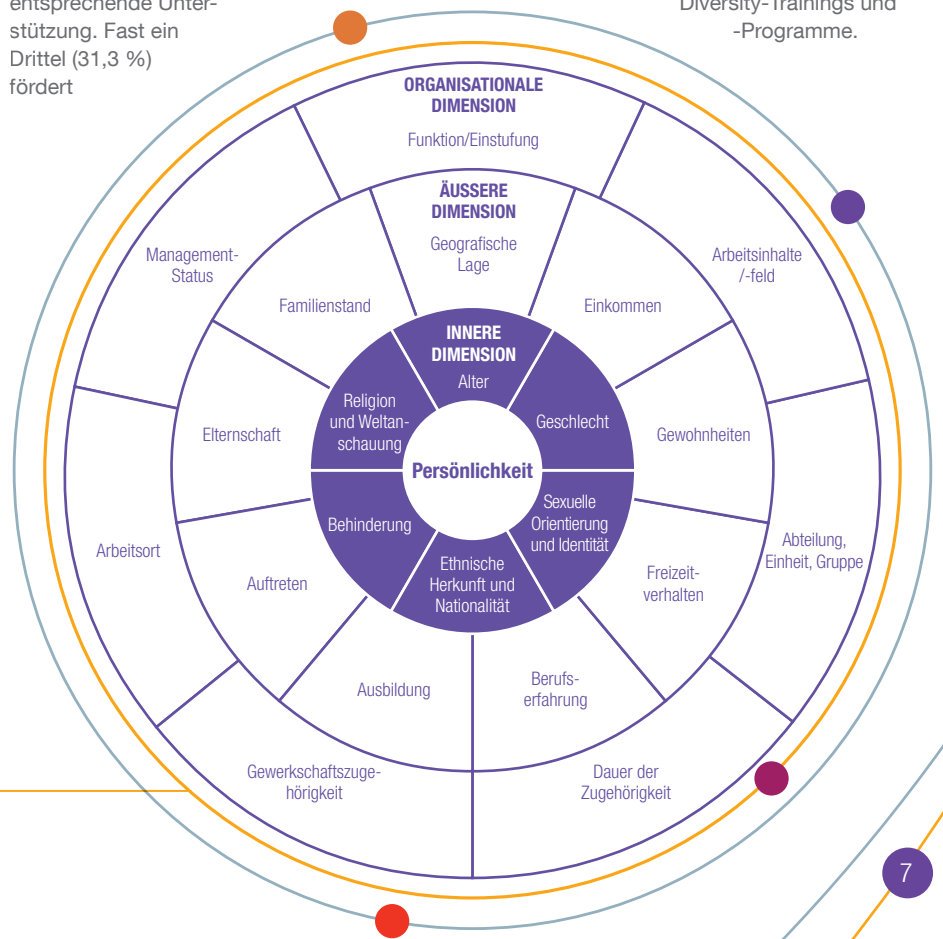 entsprechende Unter-
stützung. Fast ein
Drittel (31,3 %)
fördert
Diversity-Trainings und
-Programme.
ORGANISATIONALE
DIMENSION
Funktion/Einstufung
Management-
Status
Arbeitsinhalte
/-feld
Arbeitsort
Abteilung,
Einheit, Gruppe
Gewerkschaftszuge-
hörigkeit
Dauer der
Zugehörigkeit
ÄUSSERE
DIMENSION
Geografische
Lage
Familienstand
Einkommen
Elternschaft
Gewohnheiten
Auftreten
Freizeit-
verhalten
Ausbildung
Berufs-
erfahrung
INNERE
DIMENSION
Alter
Religion
und Weltan-
schauung
Geschlecht
Behinderung
Sexuelle
Orientierung
und Identität
Ethnische
Herkunft und
Nationalität
Persönlichkeit
7